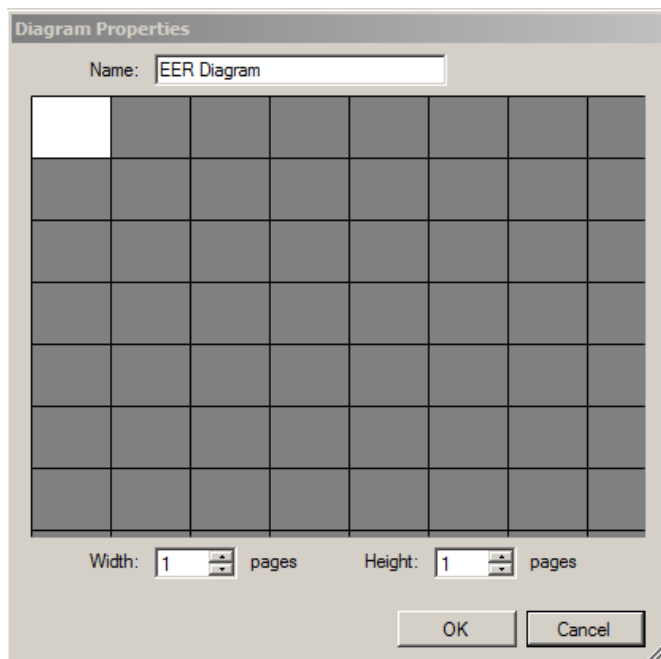 Diagram Properties
Name: EER Diagram
Width: 1 pages Height: 1 pages
OK Cancel